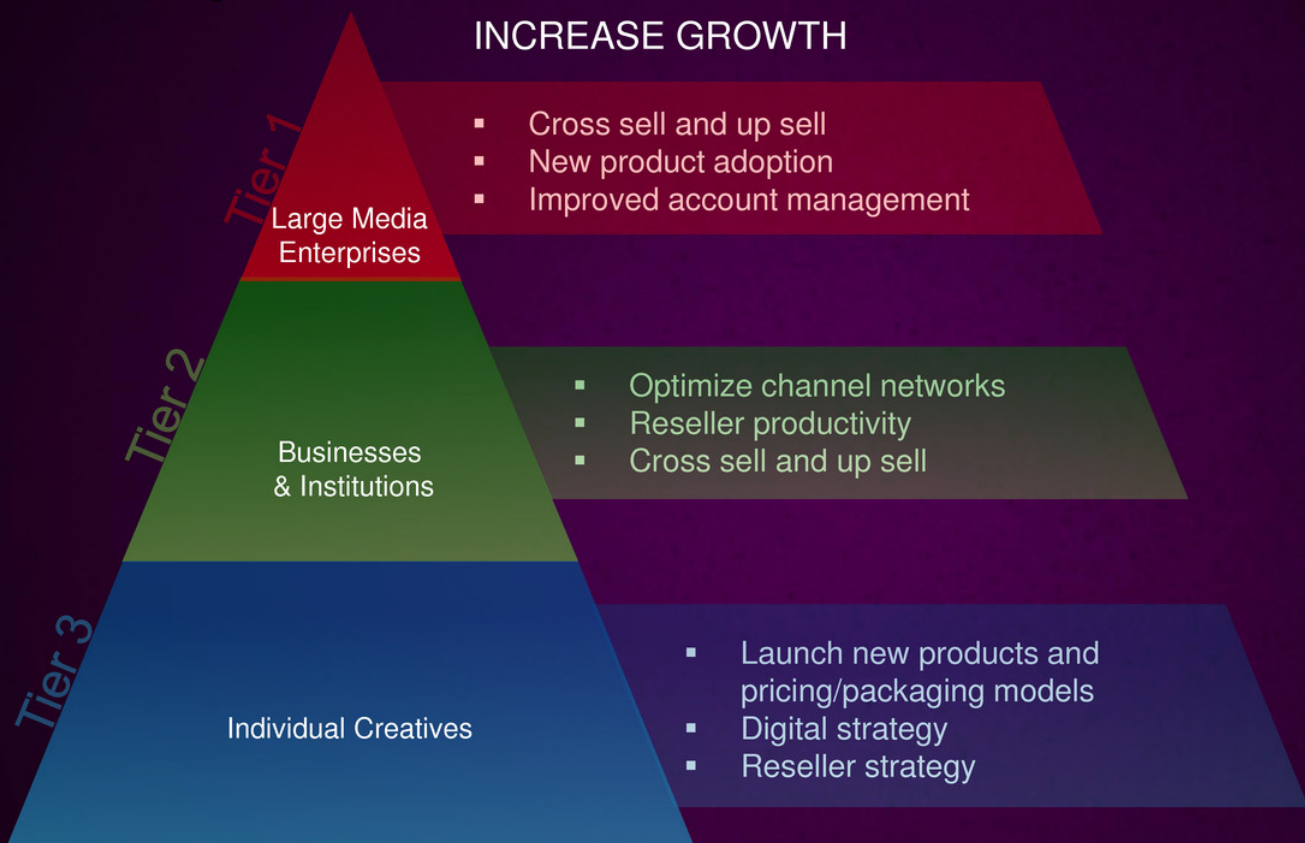 INCREASE GROWTH
Tier 1
Large Media
Enterprises
▪ Cross sell and up sell
▪ New product adoption
▪ Improved account management
Tier 2
Businesses
& Institutions
▪ Optimize channel networks
▪ Reseller productivity
▪ Cross sell and up sell
Tier 3
Individual Creatives
▪ Launch new products and
pricing/packaging models
▪ Digital strategy
▪ Reseller strategy